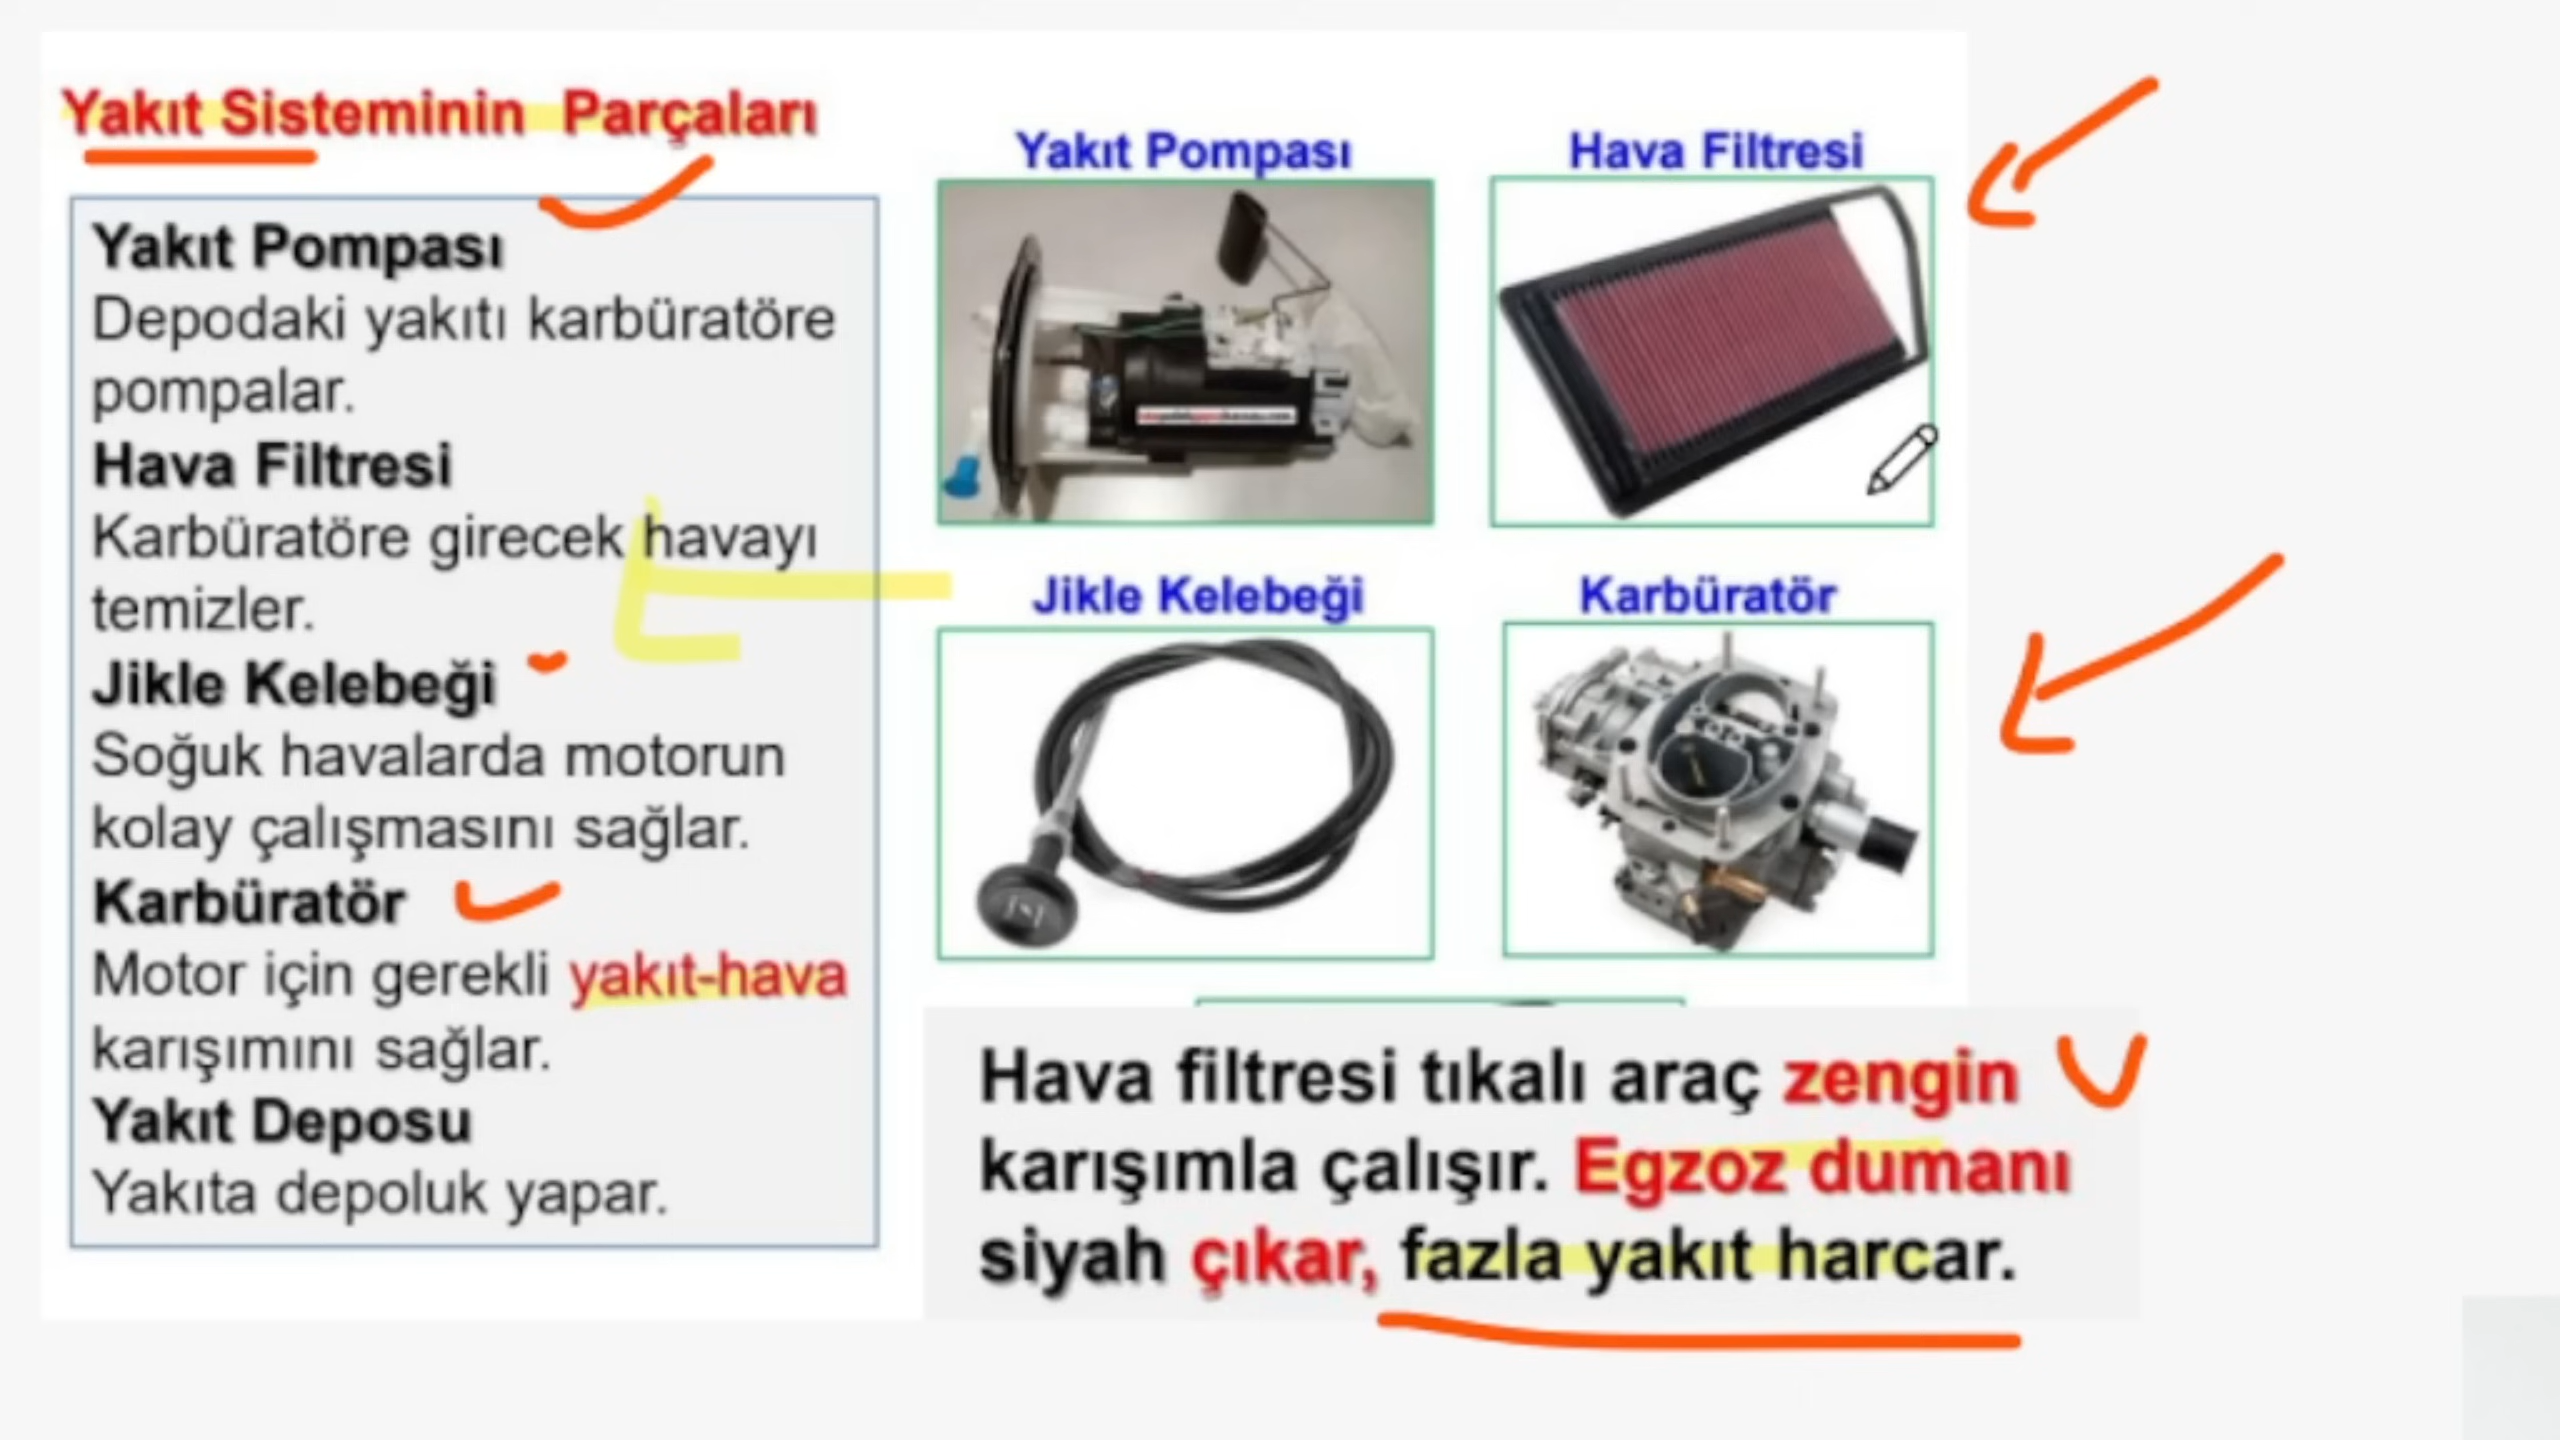 Yakıt Sisteminin Parçaları
Yakıt Pompası
Depodaki yakıtı karbüratöre
pompalar.
Hava Filtresi
Karbüratöre girecek havayı
temizler.
Jikle Kelebeği
Soğuk havalarda motorun
kolay çalışmasını sağlar.
Karbüratör
Motor için gerekli yakıt-hava
karışımını sağlar.
Yakıt Deposu
Yakıta depoluk yapar.
Yakıt Pompası
Hava Filtresi
Jikle Kelebeği
Karbüratör
Hava filtresi tıkalı araç zengin
karışımla çalışır. Egzoz dumanı
siyah çıkar, fazla yakıt harcar.